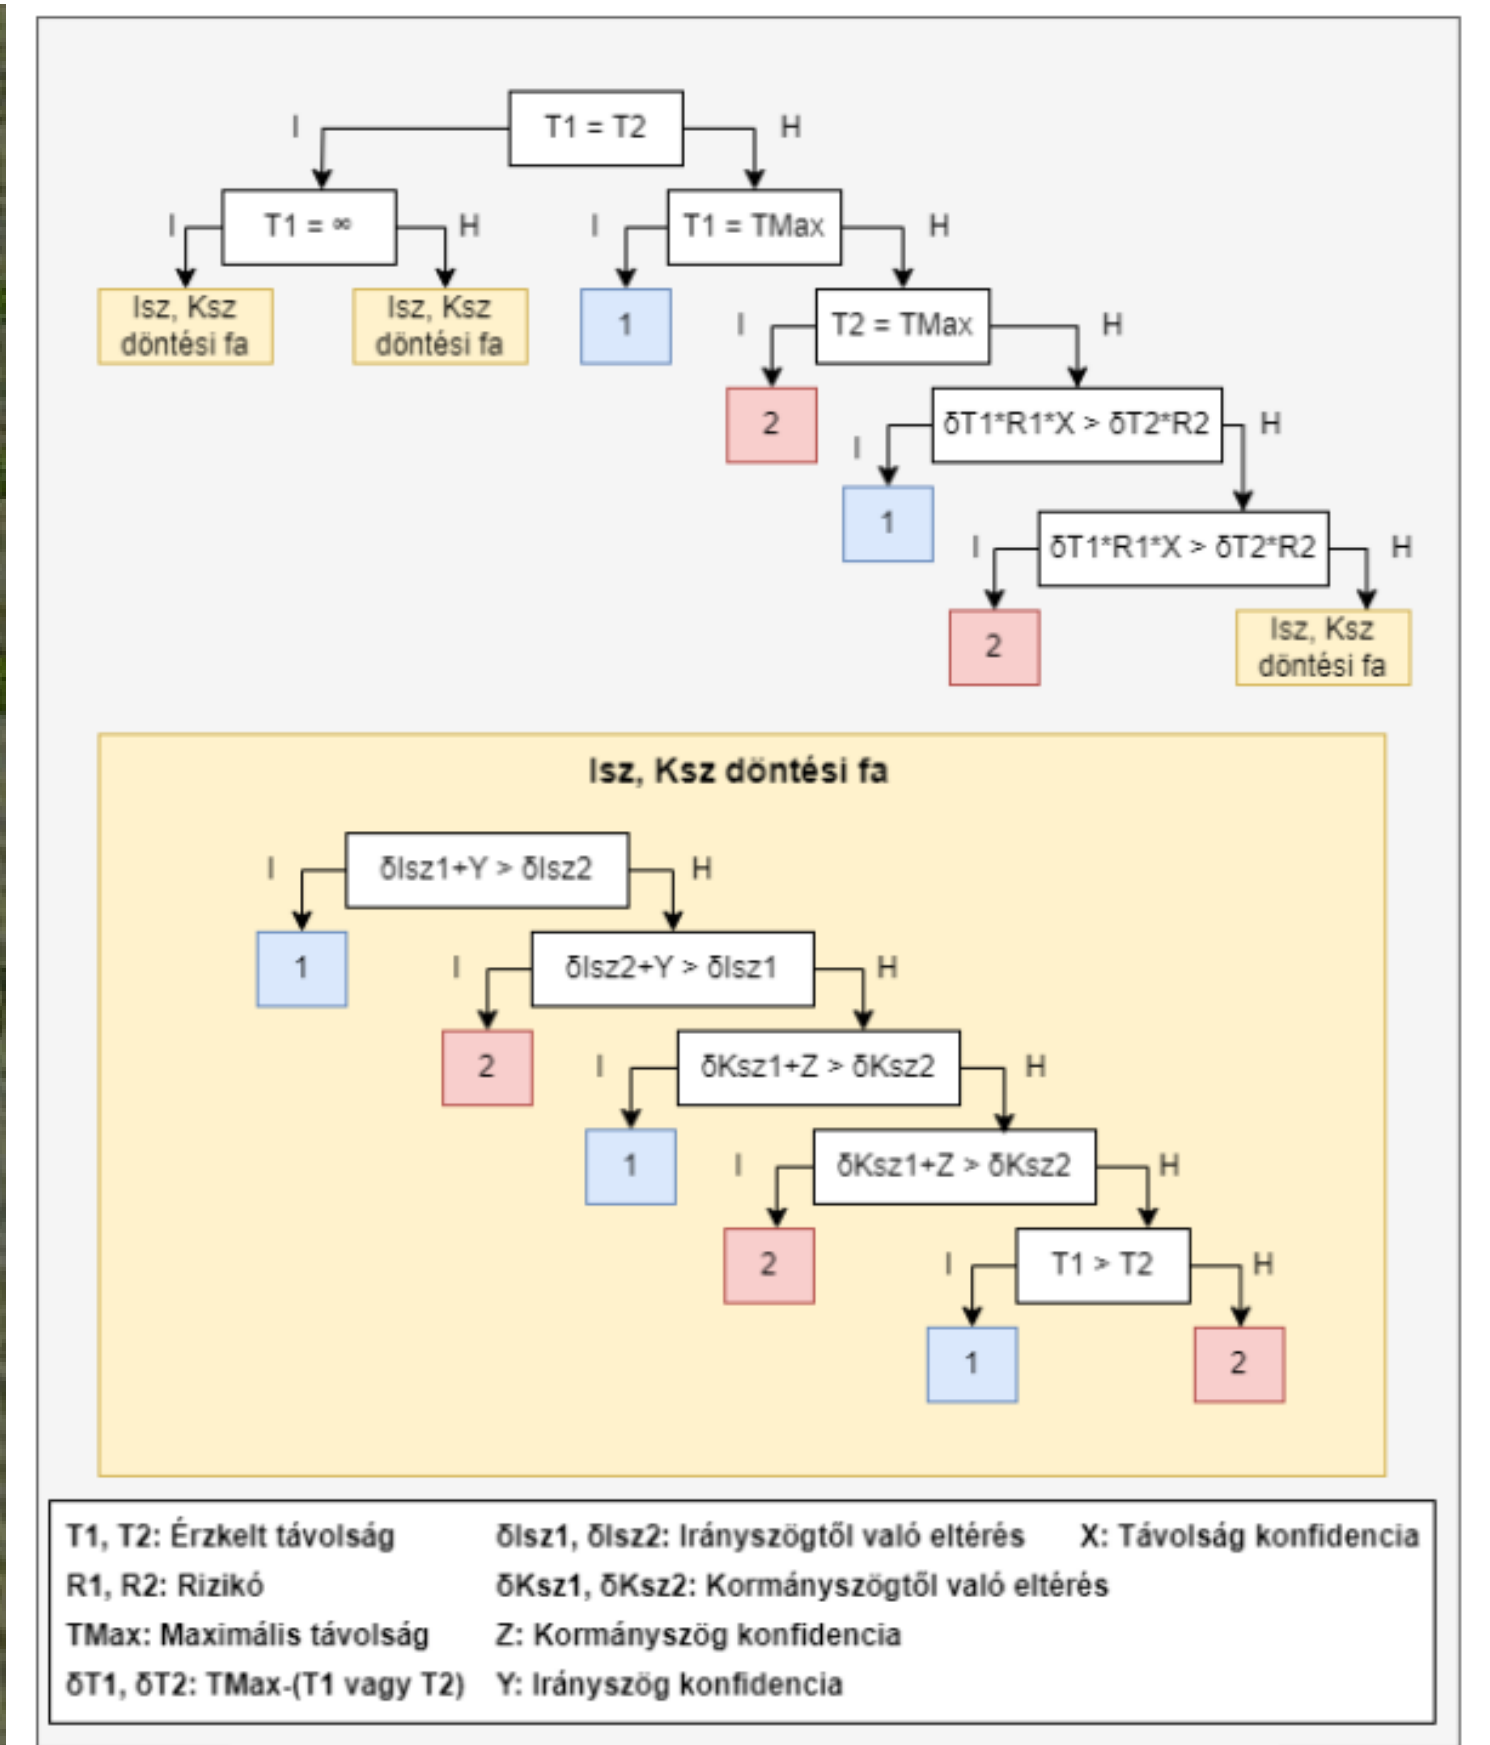 T1 = T2
I
H
T1 = ∞
I
H
Isz, Ksz
döntési fa
Isz, Ksz
döntési fa
T1 = TMax
I
H
1
T2 = TMax
I
H
2
δT1*R1*X > δT2*R2
I
H
1
δT1*R1*X > δT2*R2
I
H
2
Isz, Ksz
döntési fa
Isz, Ksz döntési fa
δIsz1+Y > δIsz2
I
H
1
δIsz2+Y > δIsz1
I
H
2
δKsz1+Z > δKsz2
I
H
1
δKsz1+Z > δKsz2
I
H
2
T1 > T2
I
H
1
2
T1, T2: Érzkelt távolság
R1, R2: Rizikó
TMax: Maximális távolság
δT1, δT2: TMax-(T1 vagy T2)
δIsz1, δIsz2: Irányszögtől való eltérés
δKsz1, δKsz2: Kormányszögtől való eltérés
Z: Kormányszög konfidencia
Y: Irányszög konfidencia
X: Távolság konfidencia